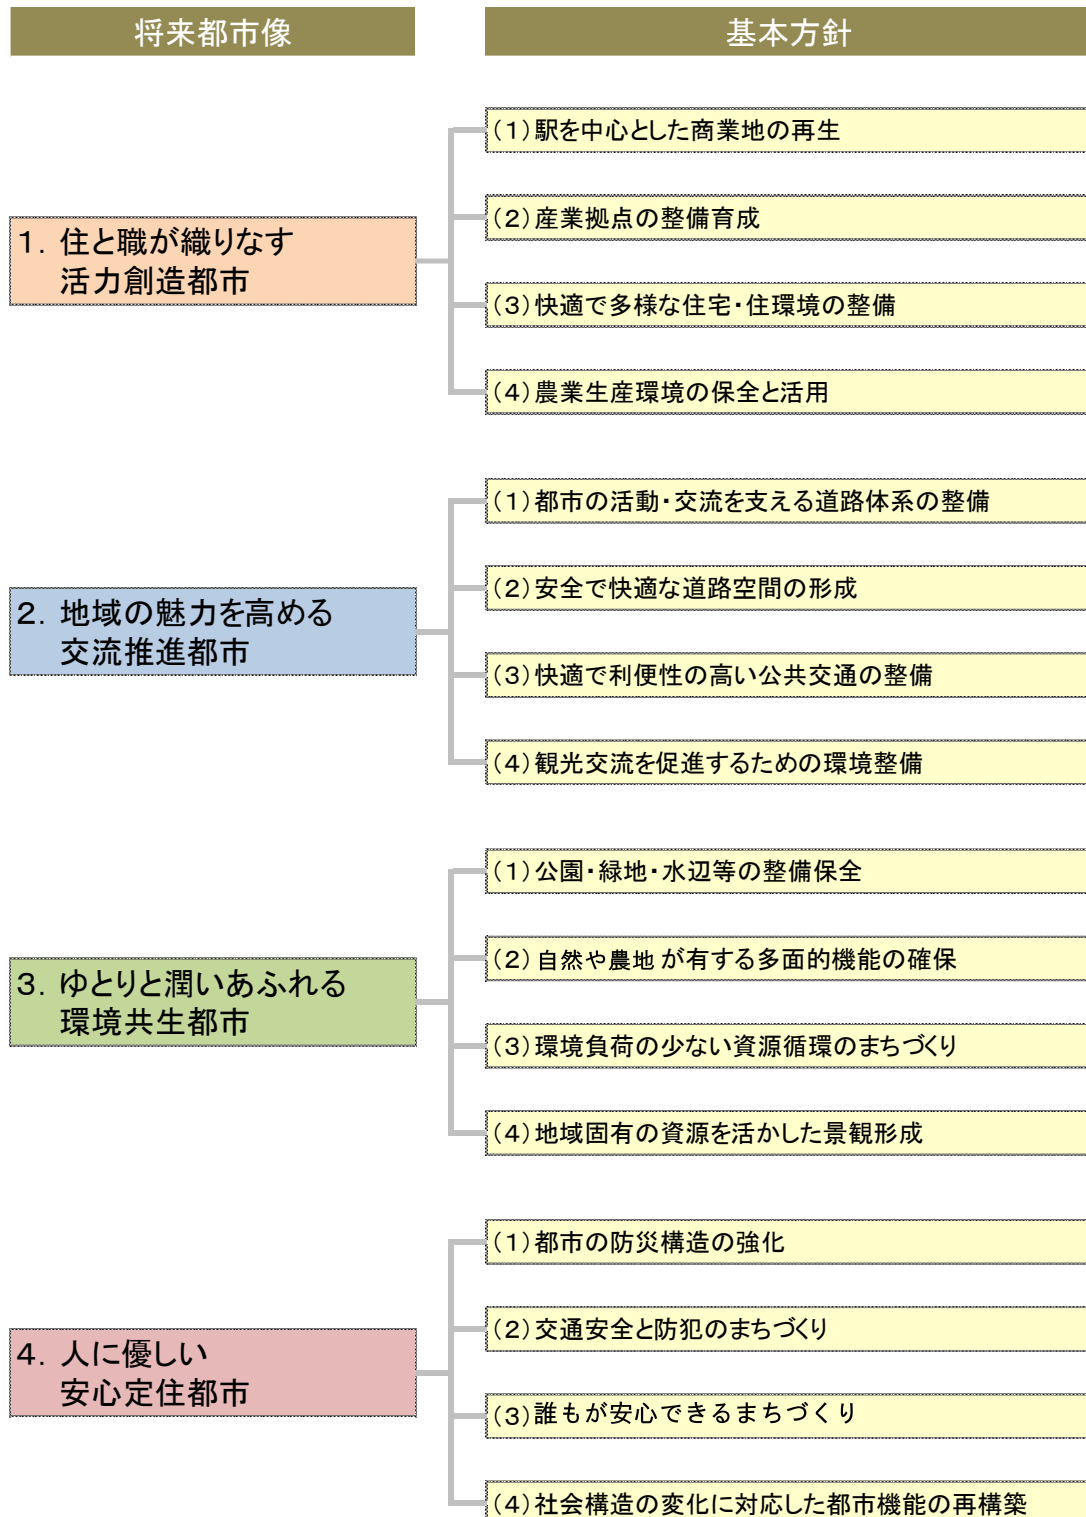 将来都市像
基本方針
1．住と職が織りなす
活力創造都市
(1)駅を中心とした商業地の再生
(2)産業拠点の整備育成
(3)快適で多様な住宅・住環境の整備
(4)農業生産環境の保全と活用
2．地域の魅力を高める
交流推進都市
(1)都市の活動・交流を支える道路体系の整備
(2)安全で快適な道路空間の形成
(3)快適で利便性の高い公共交通の整備
(4)観光交流を促進するための環境整備
3．ゆとりと潤いあふれる
環境共生都市
(1)公園・緑地・水辺等の整備保全
(2)自然や農地が有する多面的機能の確保
(3)環境負荷の少ない資源循環のまちづくり
(4)地域固有の資源を活かした景観形成
4．人に優しい
安心定住都市
(1)都市の防災構造の強化
(2)交通安全と防犯のまちづくり
(3)誰もが安心できるまちづくり
(4)社会構造の変化に対応した都市機能の再構築